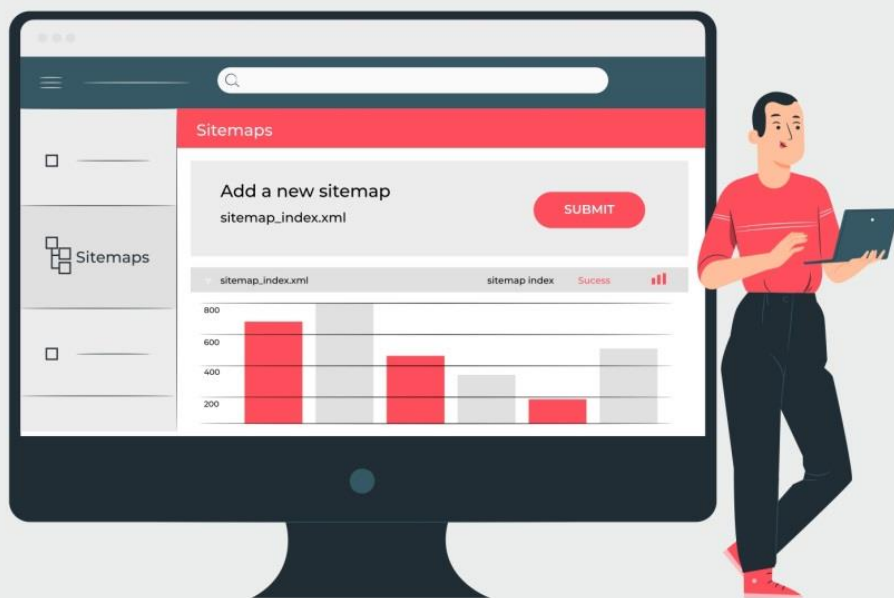 Sitemaps
Add a new sitemap
sitemap_index.xml
SUBMIT
Sitemaps
sitemap_index.xml sitemap index Sucess
800
600
400
200